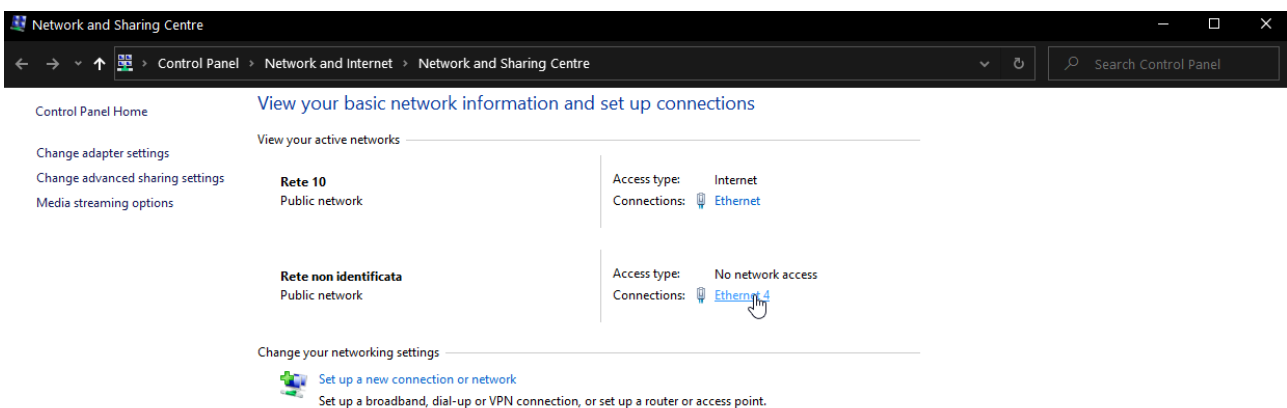 Network and Sharing Centre
Control Panel > Network and Internet > Network and Sharing Centre
Search Control Panel
Control Panel Home
Change adapter settings
Change advanced sharing settings
Media streaming options
View your basic network information and set up connections
View your active networks
Rete 10
Public network
Access type: Internet
Connections: Ethernet
Rete non identificata
Public network
Access type: No network access
Connections: Ethernet 4
Change your networking settings
Set up a new connection or network
Set up a broadband, dial-up or VPN connection, or set up a router or access point.